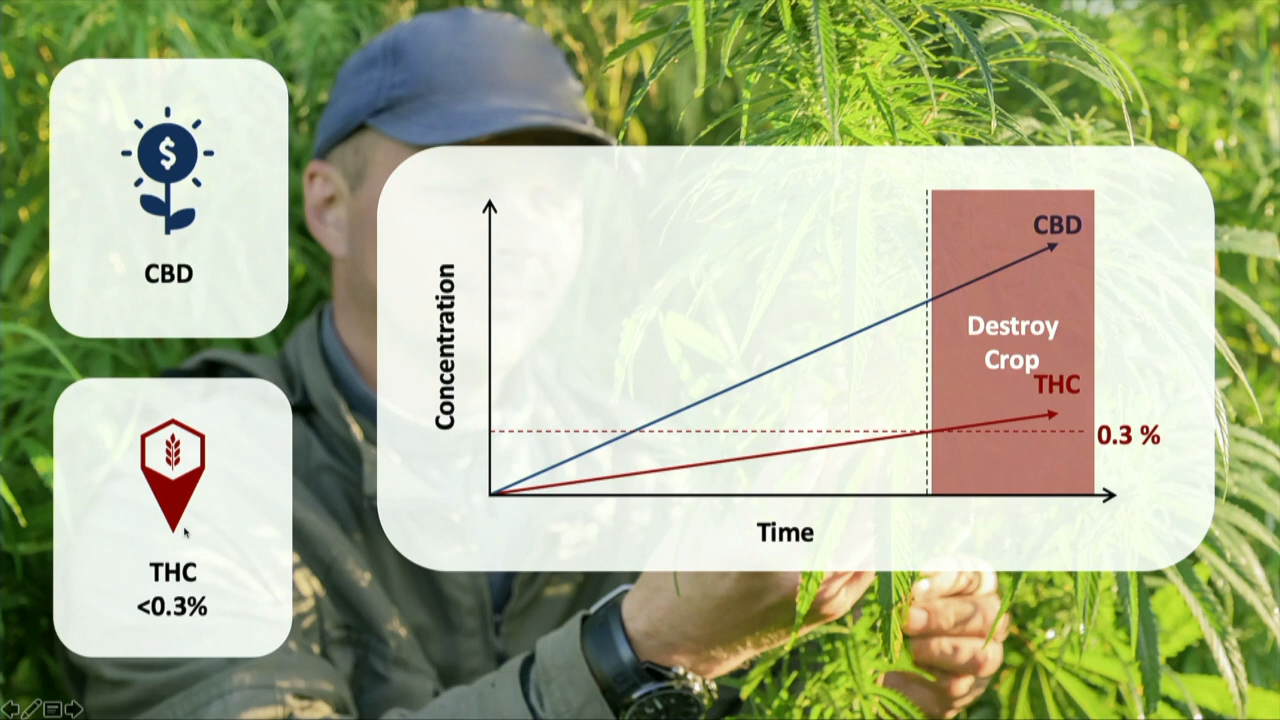 $
CBD
THC
<0.3%
Concentration
CBD
Destroy
Crop
THC
0.3 %
Time